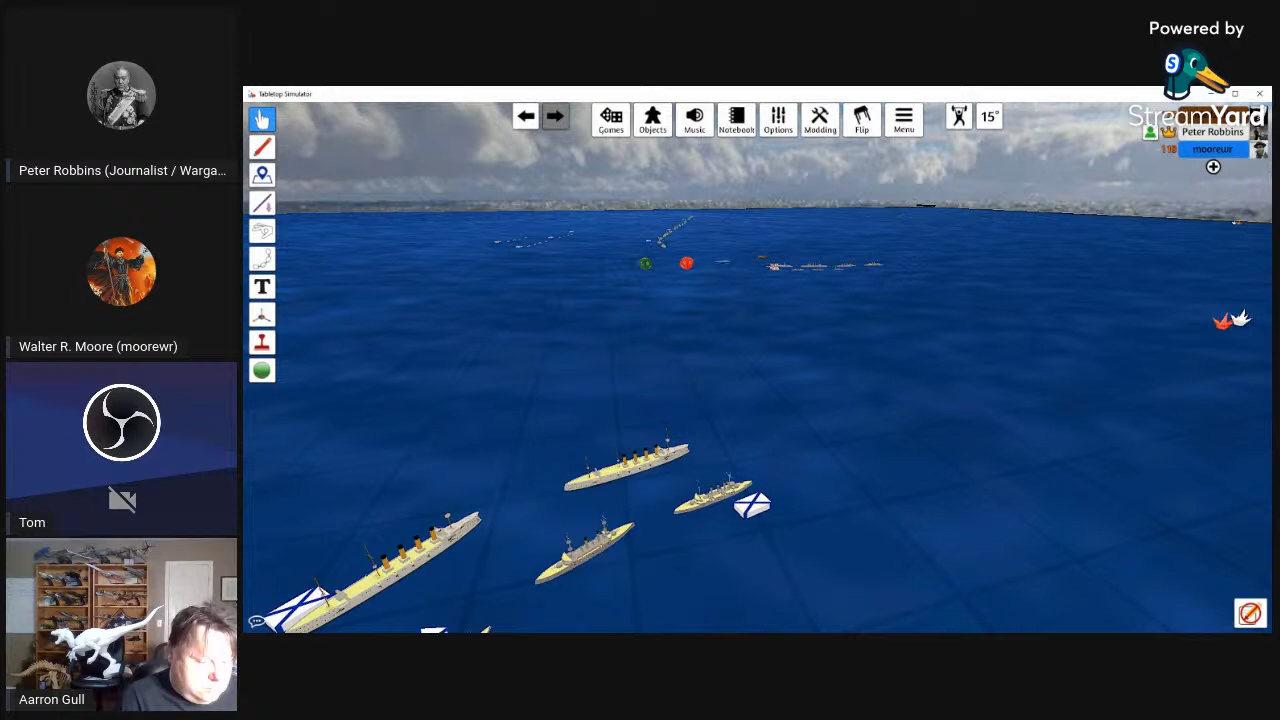 Powered by
S
StreamYard
Peter Robbins (Journalist / Warga...
Walter R. Moore (moorewr)
Tom
Aarron Gull
Tabletop Simulator
Games
Objects
Music
Notebook
Options
Modding
Flip
Menu
15°
Peter Robbins
118 moorewr
T